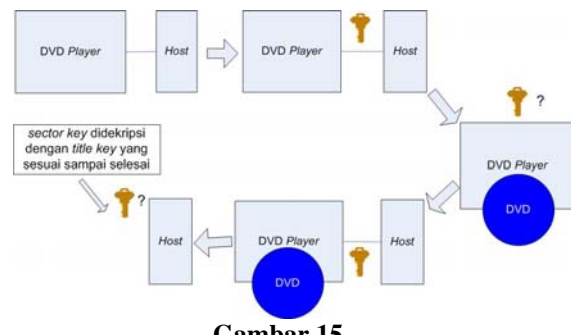 DVD Player
Host
DVD Player
Host
?
DVD Player
DVD
sector key didekripsi
dengan title key yang
sesuai sampai selesai
?
Host
DVD Player
DVD
Host
Gambar 15